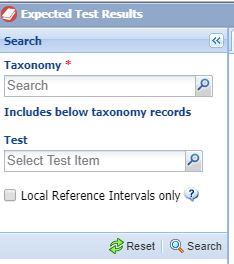 Expected Test Results
Search
Taxonomy *
Search
Includes below taxonomy records
Test
Select Test Item
Local Reference Intervals only
Reset Search